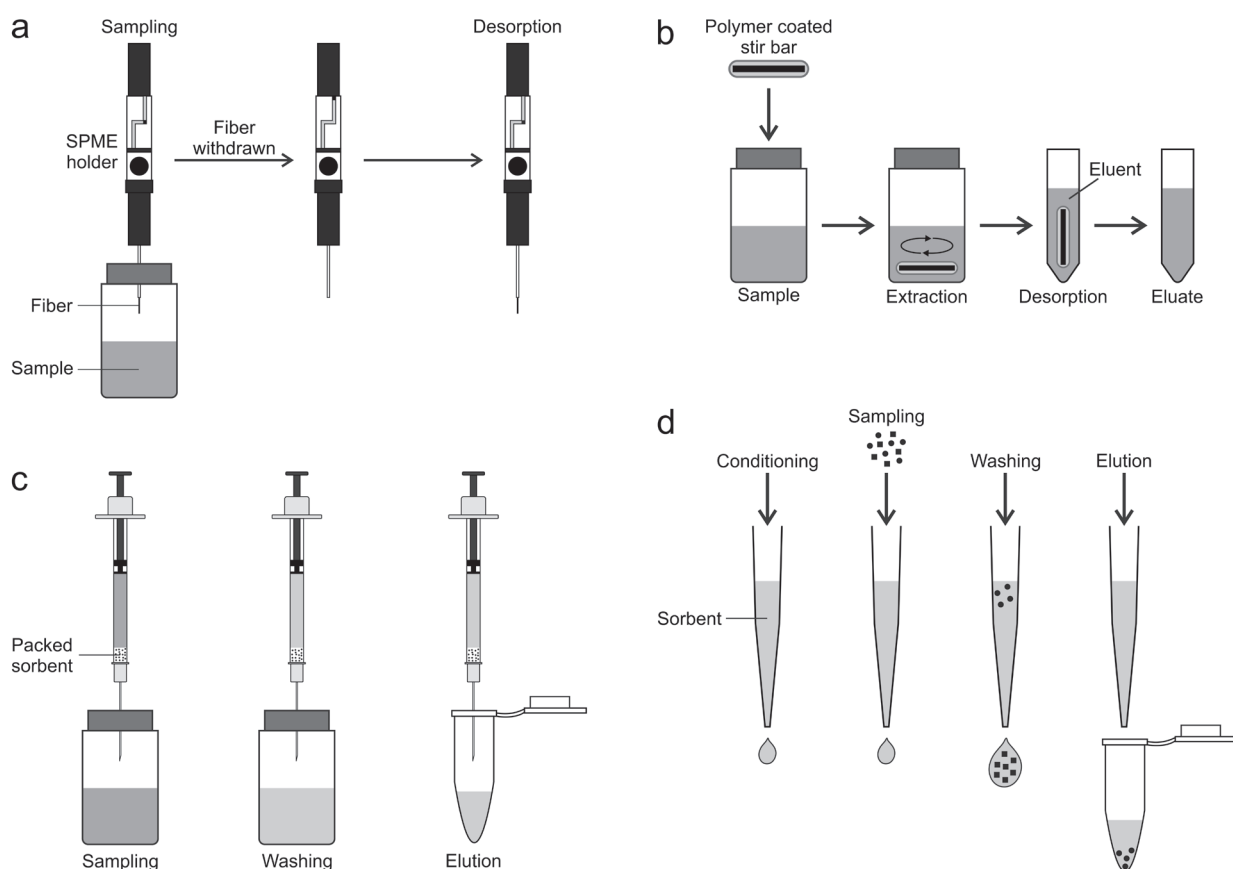 a
Sampling
Desorption
SPME
holder
Fiber
withdrawn
Fiber
Sample
b
Polymer coated
stir bar
Eluent
Sample
Extraction
Desorption
Eluate
c
Packed
sorbent
Sampling
Washing
Elution
d
Conditioning
Sampling
Washing
Elution
Sorbent